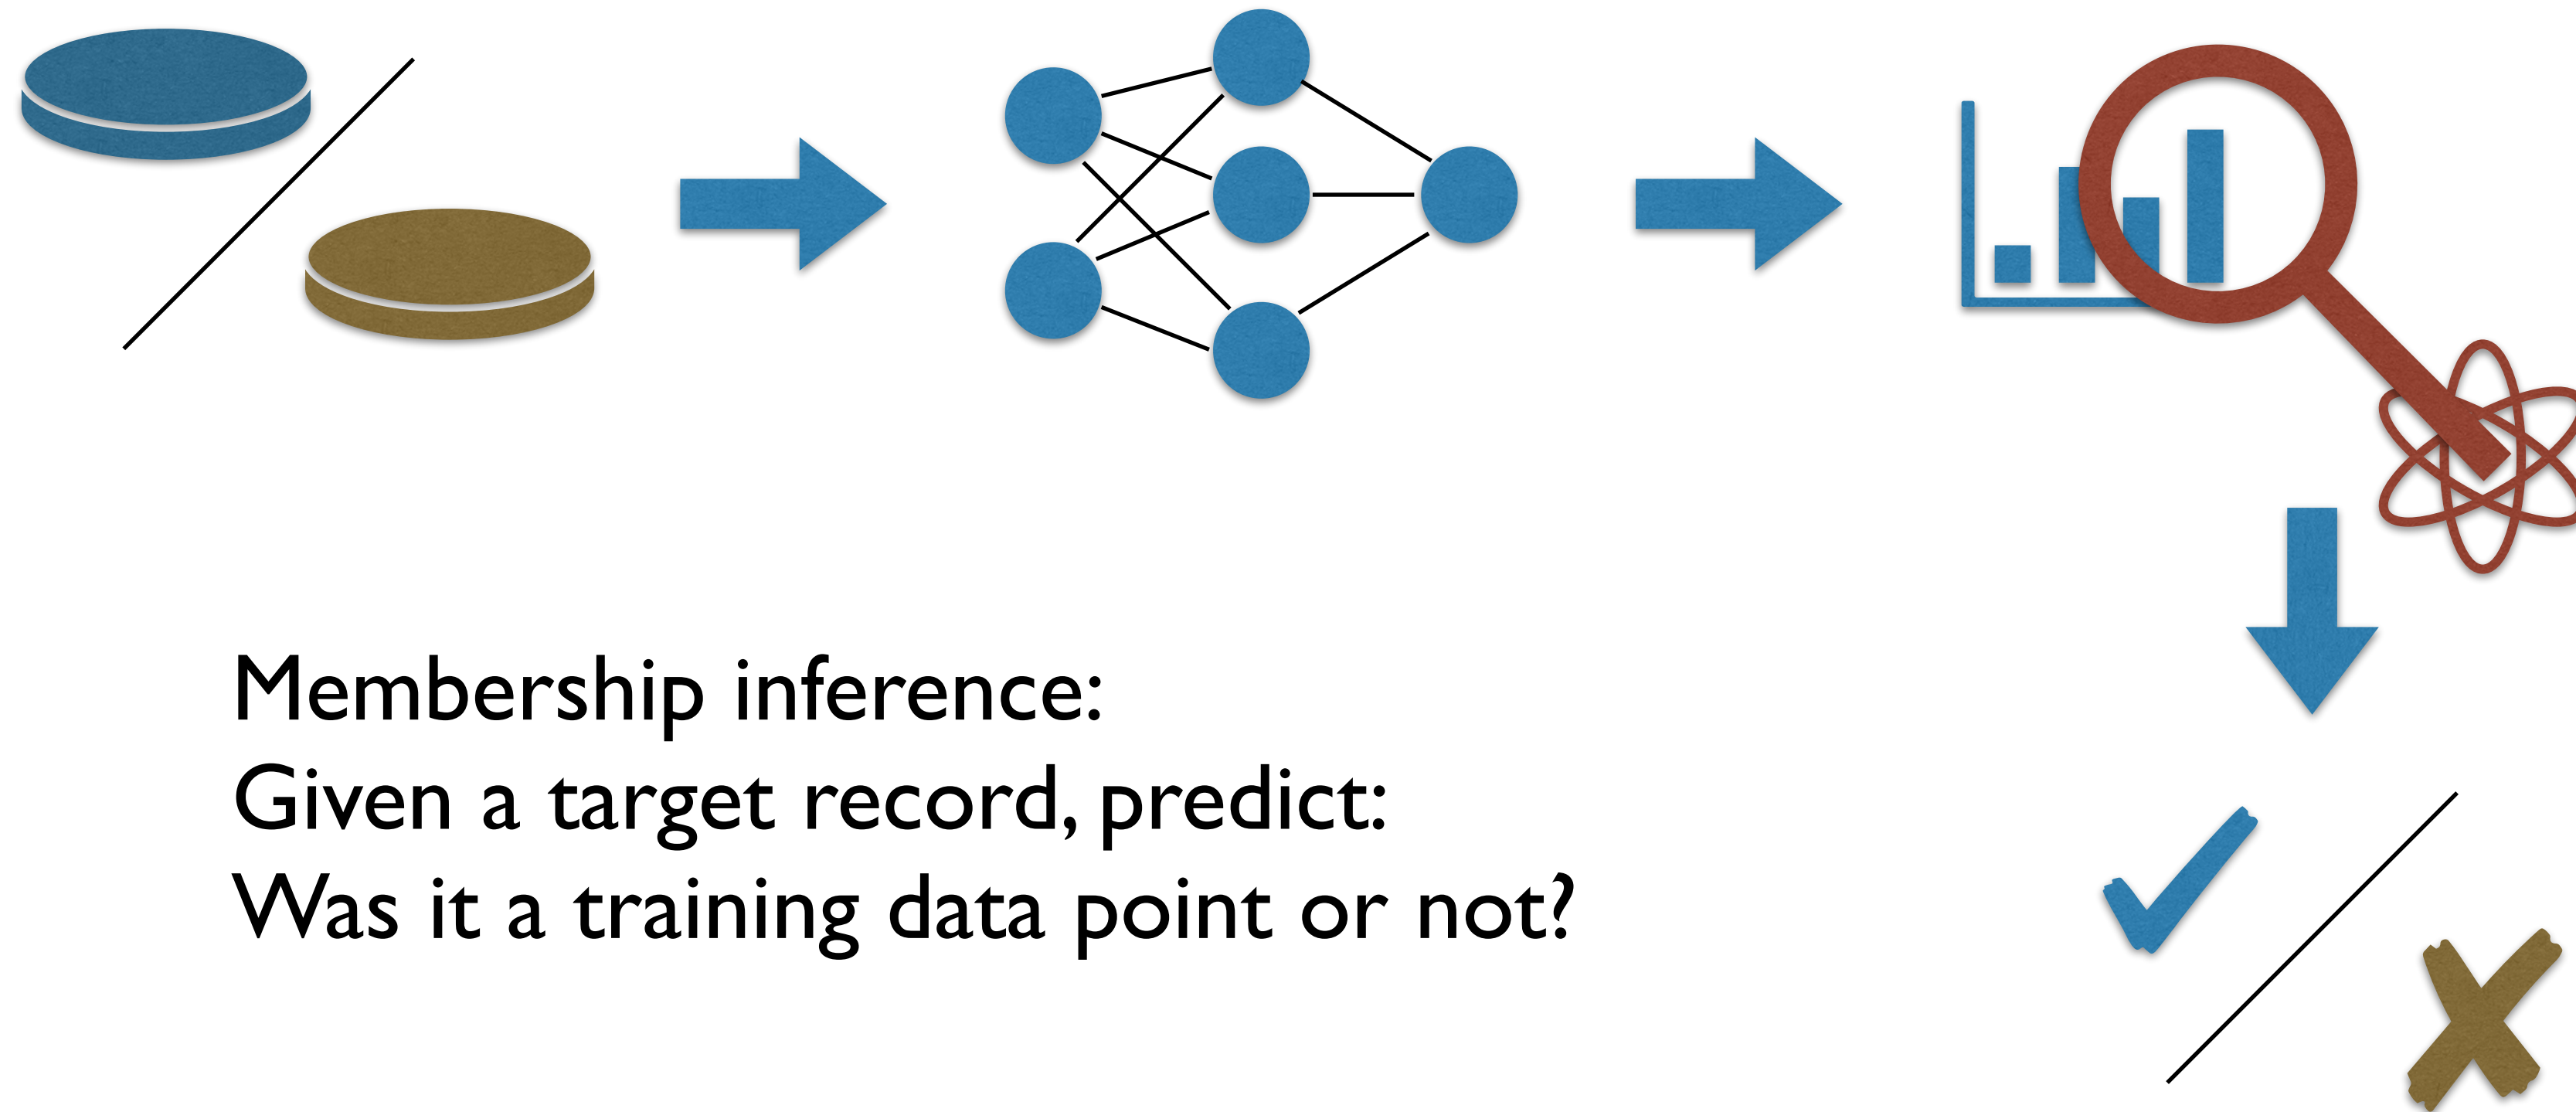 Membership inference:
Given a target record, predict:
Was it a training data point or not?